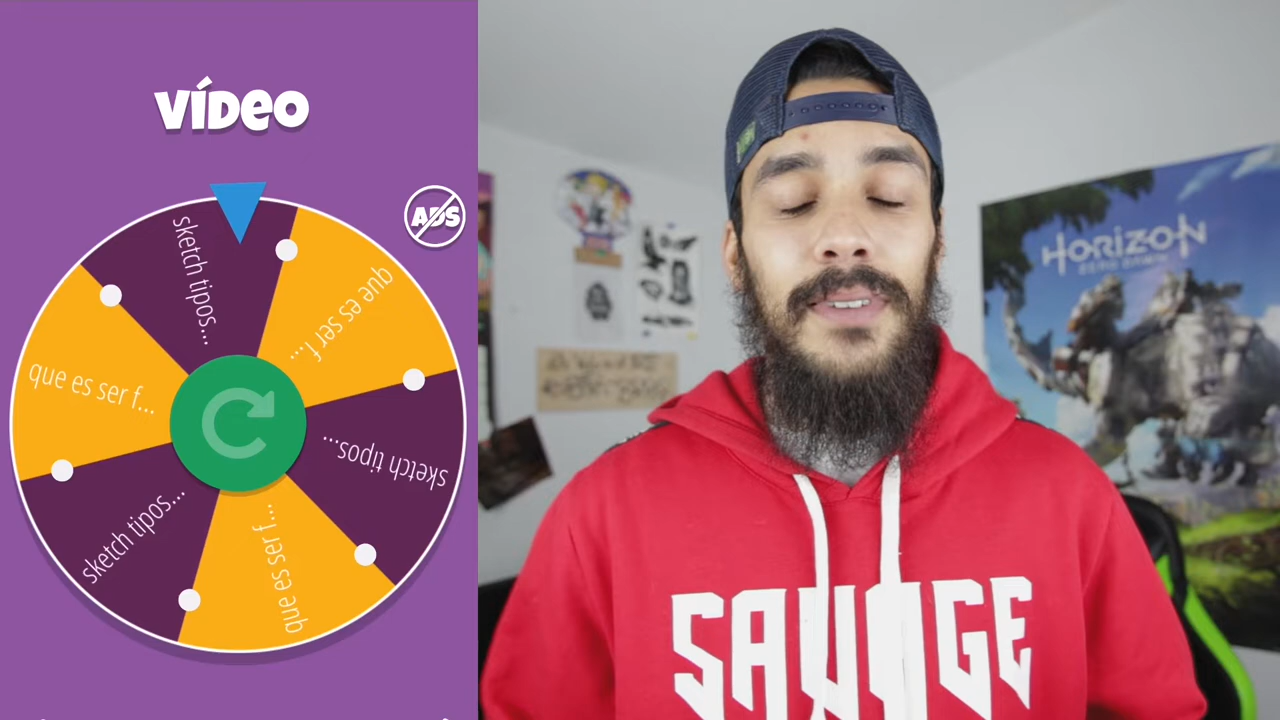 VÍDEO
ADS
sketch tipos...
que es ser f...
sketch tipos...
que es ser f...
sketch tipos...
que es ser f...
HORIZON
ZERO DAWN
SAVAGE